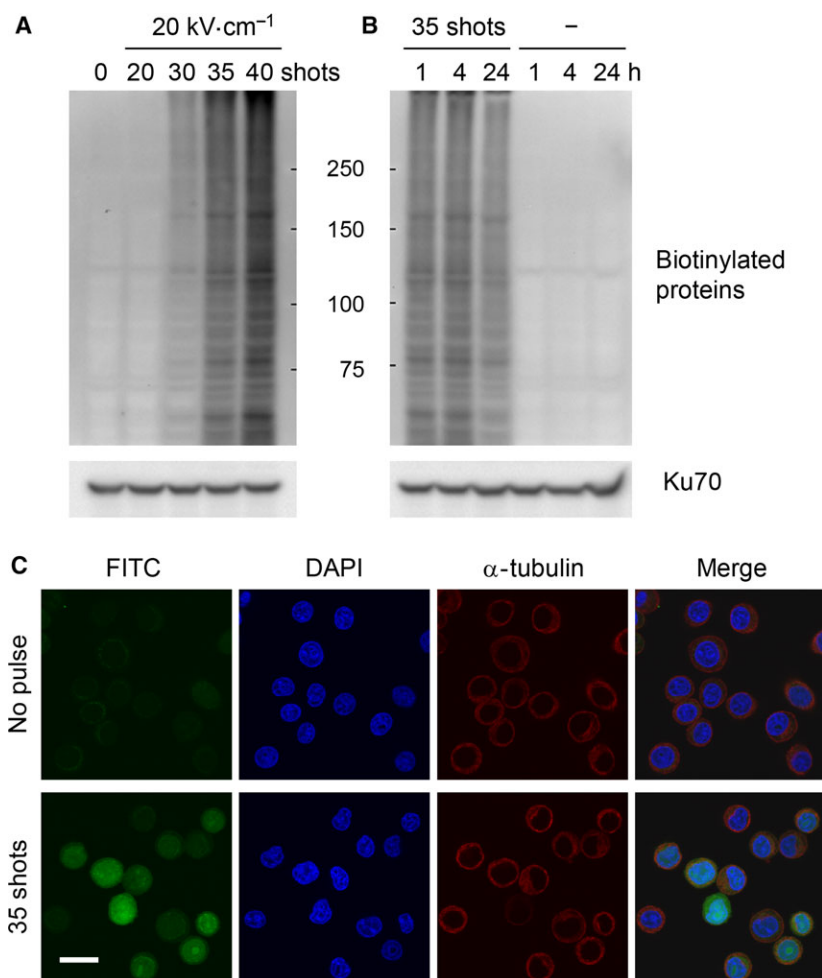 A
20 kV·cm⁻¹
0 20 30 35 40 shots
B
35 shots –
1 4 24 1 4 24 h
250
150
100
75
Biotinylated
proteins
Ku70
C
FITC DAPI α-tubulin Merge
No pulse
35 shots